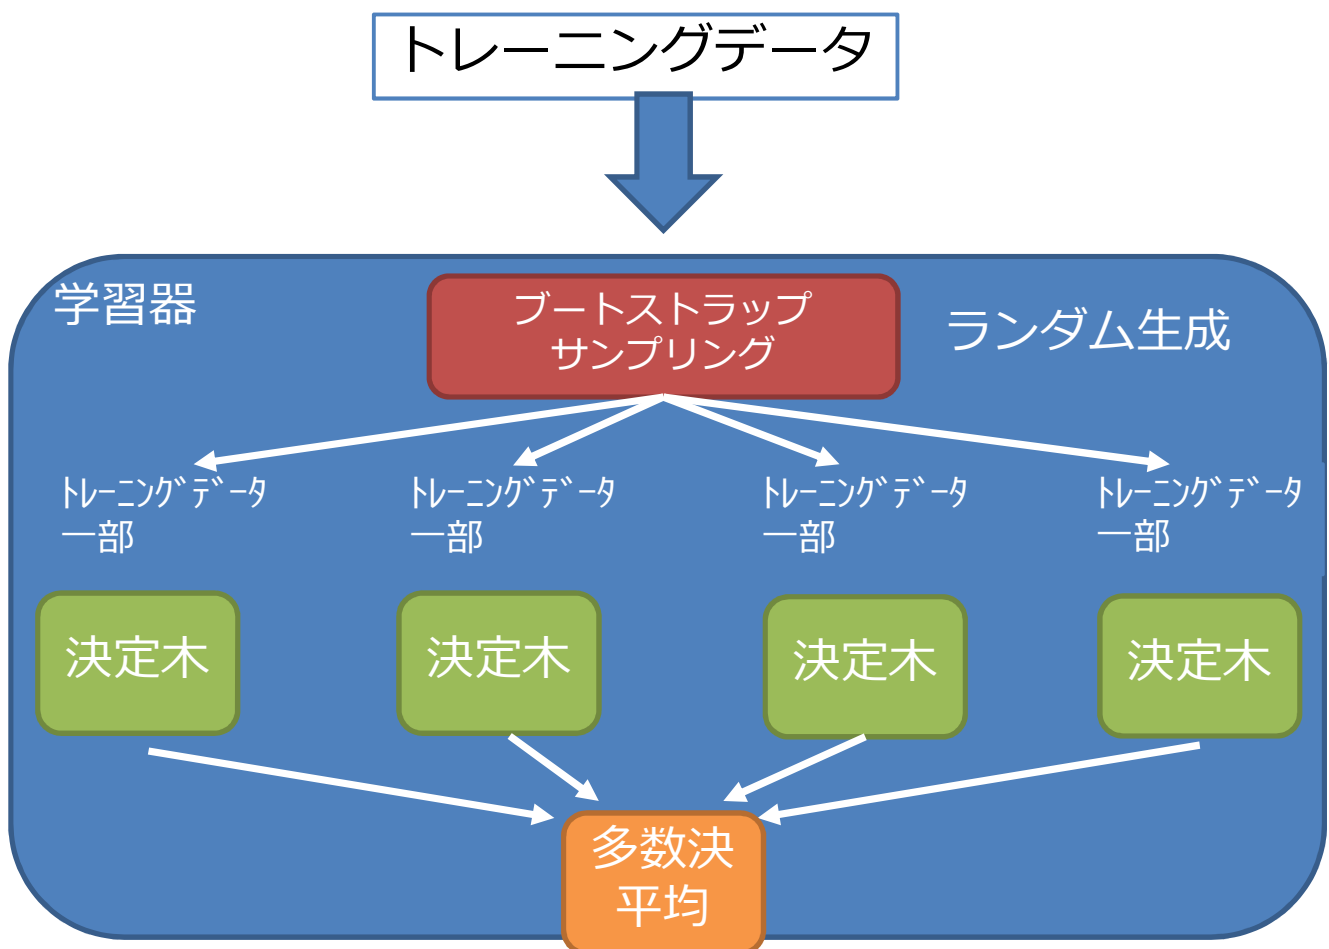 トレーニングデータ
学習器
ブートストラップ
サンプリング
ランダム生成
ﾄﾚｰﾆﾝｸﾞﾃﾞｰﾀ
一部
ﾄﾚｰﾆﾝｸﾞﾃﾞｰﾀ
一部
ﾄﾚｰﾆﾝｸﾞﾃﾞｰﾀ
一部
ﾄﾚｰﾆﾝｸﾞﾃﾞｰﾀ
一部
決定木
決定木
決定木
決定木
多数決
平均